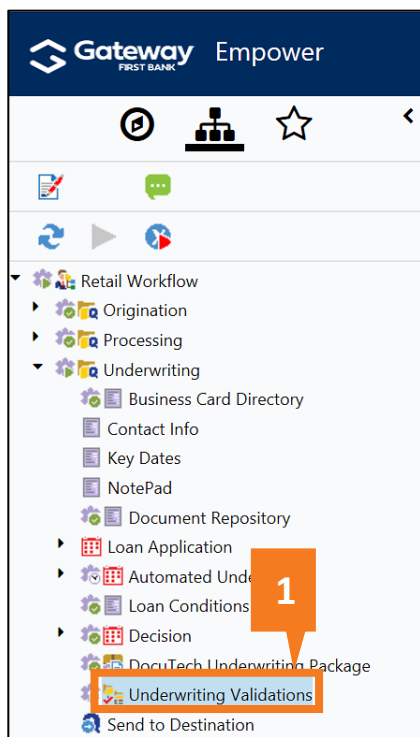 Gateway
FIRST BANK
Empower
Retail Workflow
Origination
Processing
Underwriting
Business Card Directory
Contact Info
Key Dates
NotePad
Document Repository
Loan Application
Automated Unde
1
Loan Conditions
Decision
DocuTech Underwriting Package
Underwriting Validations
Send to Destination